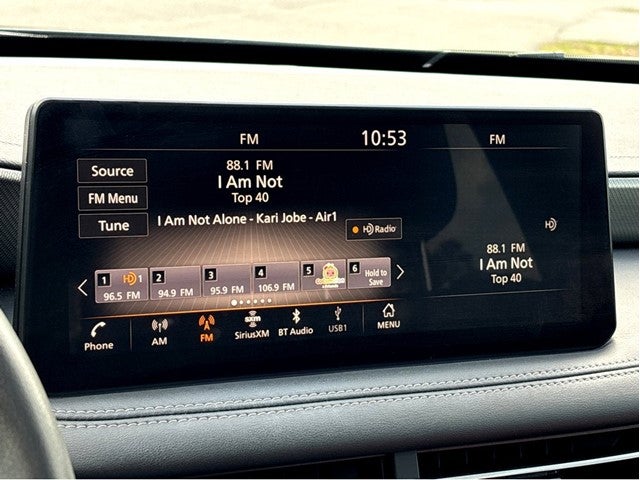 FM 10:53 FM
Source
FM Menu
Tune
88.1 FM
I Am Not
Top 40
I Am Not Alone - Kari Jobe - Air1
HD Radio
1 HD 1
96.5 FM
2
94.9 FM
3
95.9 FM
4
106.9 FM
5
6
Hold to
Save
Phone
AM
FM
SXM
SiriusXM
BT Audio
USB1
MENU
HD
88.1 FM
I Am Not
Top 40